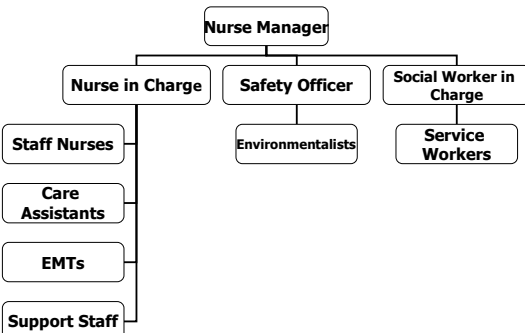 Nurse Manager
Nurse in Charge
Safety Officer
Social Worker in
Charge
Staff Nurses
Environmentalists
Service
Workers
Care
Assistants
EMTs
Support Staff